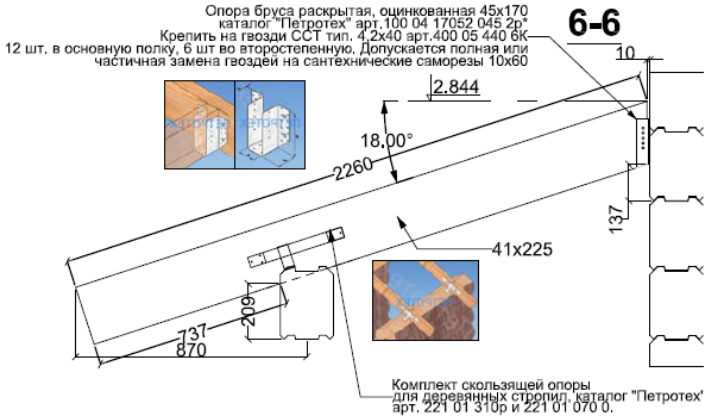 Опора бруса раскрытая, оцинкованная 45х170
каталог "Петротех" арт.100 04 17052 045 2р*
Крепить на гвозди ССТ тип. 4,2х40 арт.400 05 440 6К
12 шт. в основную полку, 6 шт во второстепенную. Допускается полная или
частичная замена гвоздей на сантехнические саморезы 10х60
6-6
10
2.844
18.00°
2260
137
41x225
209
737
870
Комплект скользящей опоры
для деревянных стропил, каталог "Петротех"
арт. 221 01 310р и 221 01 070 0.